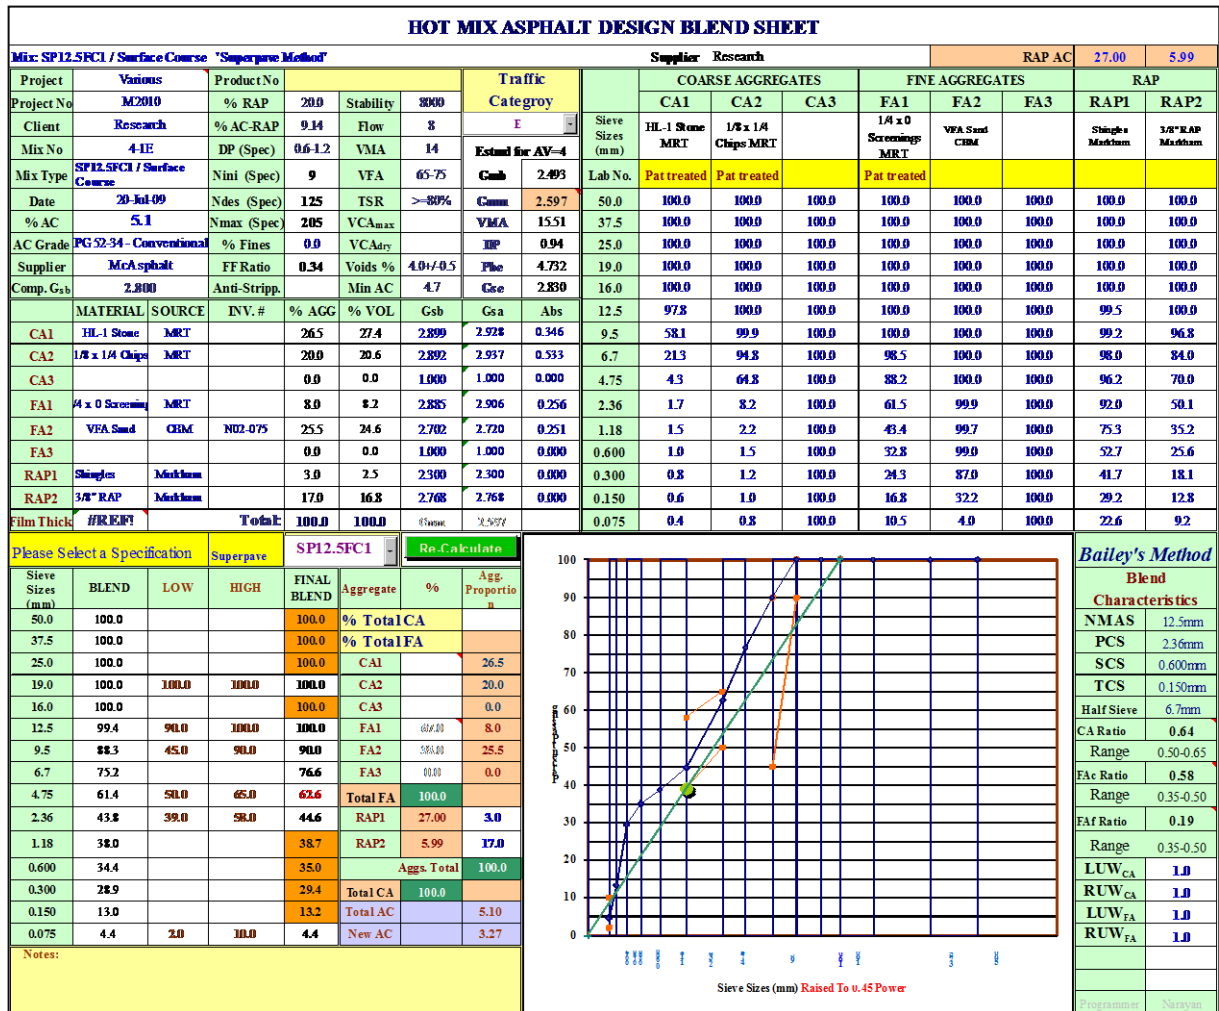 HOT MIX ASPHALT DESIGN BLEND SHEET
Mix: SP12.5FC1 / Surface Course "Superpave Method" Supplier Research RAP AC 27.00 5.99
Project Various Product No Traffic Categroy COARSE AGGREGATES FINE AGGREGATES RAP
Project No M2010 % RAP 20.0 Stability 8000 CA1 CA2 CA3 FA1 FA2 FA3 RAP1 RAP2
Client Research % AC-RAP 9.14 Flow 8 E Sieve Sizes (mm) HL-1 Stone MRT 1/8 x 1/4 Chips MRT 1/4 x 0 Screenings MRT VFA Sand CBM Shingles Markham 3/8" RAP Markham
Mix No 4-1E DP (Spec) 0.6-1.2 VMA 14 Estmd for AV=4
Mix Type SP12.5FC1 / Surface Course Nini (Spec) 9 VFA 65-75 Gmb 2.493 Lab No. Pat treated Pat treated Pat treated
Date 20-Jul-09 Ndes (Spec) 125 TSR >=80% Gmm 2.597 50.0 100.0 100.0 100.0 100.0 100.0 100.0 100.0 100.0
% AC 5.1 Nmax (Spec) 205 VCAmax VMA 15.51 37.5 100.0 100.0 100.0 100.0 100.0 100.0 100.0 100.0
AC Grade PG 52-34 - Conventional % Fines 0.0 VCAdry DP 0.94 25.0 100.0 100.0 100.0 100.0 100.0 100.0 100.0 100.0
Supplier McAsphalt FF Ratio 0.34 Voids % 4.0+/-0.5 Pbe 4.732 19.0 100.0 100.0 100.0 100.0 100.0 100.0 100.0 100.0
Comp. Gsb 2.800 Anti-Stripp. Min AC 4.7 Gse 2.830 16.0 100.0 100.0 100.0 100.0 100.0 100.0 100.0 100.0
MATERIAL SOURCE INV. # % AGG % VOL Gsb Gsa Abs 12.5 97.8 100.0 100.0 100.0 100.0 100.0 99.5 100.0
CA1 HL-1 Stone MRT 26.5 27.4 2.899 2.928 0.346 9.5 58.1 99.9 100.0 100.0 100.0 100.0 99.2 96.8
CA2 1/8 x 1/4 Chips MRT 20.0 20.6 2.892 2.937 0.533 6.7 21.3 94.8 100.0 98.5 100.0 100.0 98.0 84.0
CA3 0.0 0.0 1.000 1.000 0.000 4.75 4.3 64.8 100.0 88.2 100.0 100.0 96.2 70.0
FA1 /4 x 0 Screening MRT 8.0 8.2 2.885 2.906 0.256 2.36 1.7 8.2 100.0 61.5 99.9 100.0 92.0 50.1
FA2 VFA Sand CBM N02-075 25.5 24.6 2.702 2.720 0.251 1.18 1.5 2.2 100.0 43.4 99.7 100.0 75.3 35.2
FA3 0.0 0.0 1.000 1.000 0.000 0.600 1.0 1.5 100.0 32.8 99.0 100.0 52.7 25.6
RAP1 Shingles Markham 3.0 2.5 2.300 2.300 0.000 0.300 0.8 1.2 100.0 24.3 87.0 100.0 41.7 18.1
RAP2 3/8" RAP Markham 17.0 16.8 2.768 2.768 0.000 0.150 0.6 1.0 100.0 16.8 32.2 100.0 29.2 12.8
Film Thick #REF! Total: 100.0 100.0 0.075 0.4 0.8 100.0 10.5 4.0 100.0 22.6 9.2
Please Select a Specification Superpave SP12.5FC1 Re-Calculate
Sieve Sizes (mm) BLEND LOW HIGH FINAL BLEND Aggregate % Agg. Proportion
50.0 100.0 100.0 % Total CA
37.5 100.0 100.0 % Total FA
25.0 100.0 100.0 CA1 26.5
19.0 100.0 100.0 100.0 100.0 CA2 20.0
16.0 100.0 100.0 CA3 0.0
12.5 99.4 90.0 100.0 100.0 FA1 8.0
9.5 88.3 45.0 90.0 90.0 FA2 25.5
6.7 75.2 76.6 FA3 00.00 0.0
4.75 61.4 50.0 65.0 62.6 Total FA 100.0
2.36 43.8 39.0 58.0 44.6 RAP1 27.00 3.0
1.18 38.0 38.7 RAP2 5.99 17.0
0.600 34.4 35.0 Aggs. Total 100.0
0.300 28.9 29.4 Total CA 100.0
0.150 13.0 13.2 Total AC 5.10
0.075 4.4 2.0 10.0 4.4 New AC 3.27
Notes:
100
90
80
70
60
50
40
30
20
10
0
Sieve Sizes (mm) Raised To 0.45 Power
Bailey's Method
Blend
Characteristics
NMAS 12.5mm
PCS 2.36mm
SCS 0.600mm
TCS 0.150mm
Half Sieve 6.7mm
CA Ratio 0.64
Range 0.50-0.65
FAc Ratio 0.58
Range 0.35-0.50
FAf Ratio 0.19
Range 0.35-0.50
LUWCA 1.0
RUWCA 1.0
LUWFA 1.0
RUWFA 1.0
Programmer Narayan